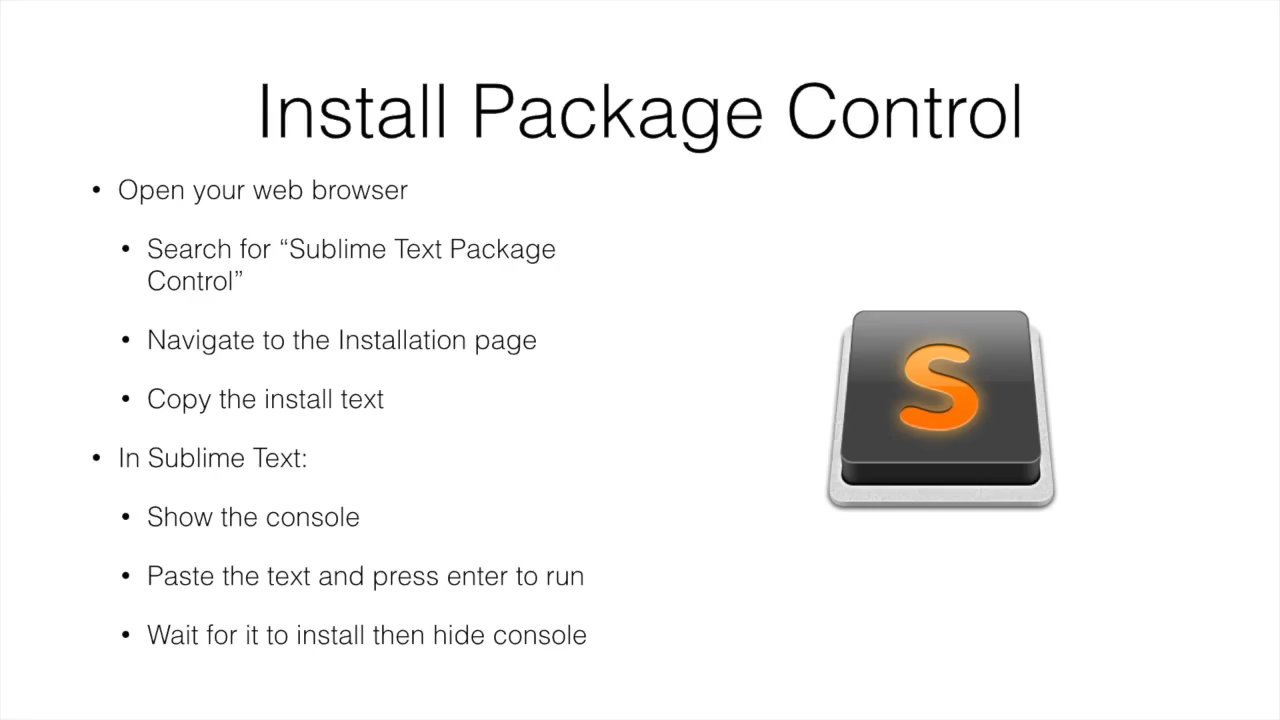 Install Package Control
• Open your web browser
• Search for “Sublime Text Package
Control”
• Navigate to the Installation page
• Copy the install text
• In Sublime Text:
• Show the console
• Paste the text and press enter to run
• Wait for it to install then hide console
S